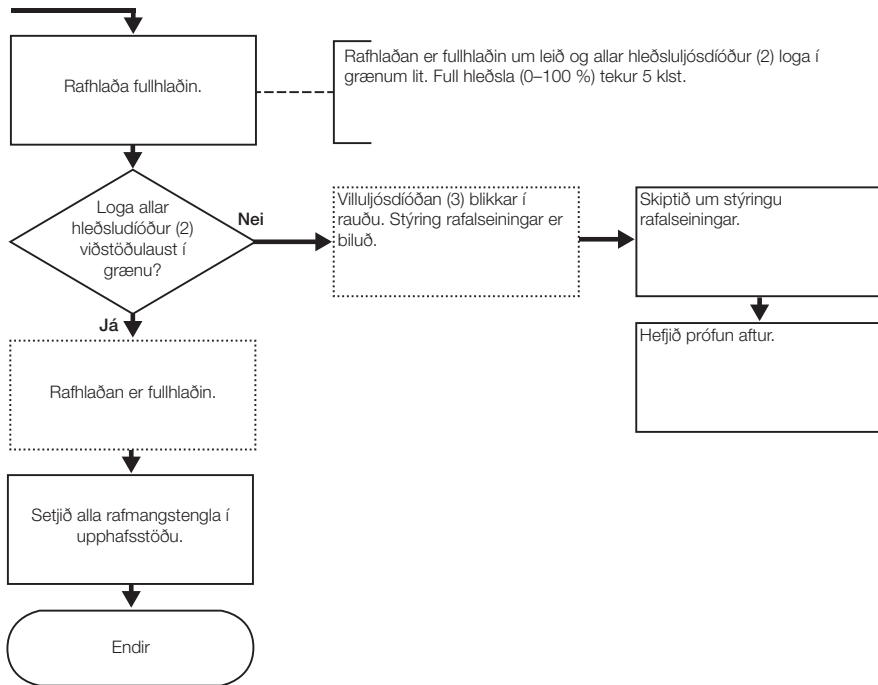 Rafhlaða fullhlaðin.
Rafhlaðan er fullhlaðin um leið og allar hleðsluljósdíóður (2) loga í
grænum lit. Full hleðsla (0–100 %) tekur 5 klst.
Loga allar
hleðsludíóður (2)
viðstöðulaust í
grænu?
Nei
Villuljósdíóðan (3) blikkar í
rauðu. Stýring rafalseiningar er
biluð.
Skiptið um stýringu
rafalseiningar.
Hefjið prófun aftur.
Já
Rafhlaðan er fullhlaðin.
Setjið alla rafmangstengla í
upphafsstöðu.
Endir